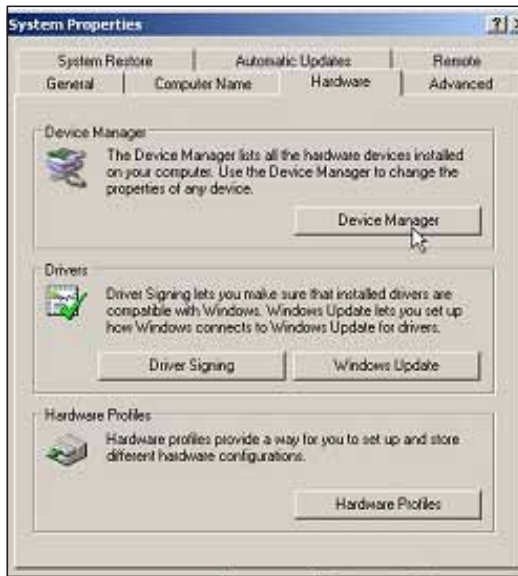 System Properties
System Restore Automatic Updates Remote
General Computer Name Hardware Advanced
Device Manager
The Device Manager lists all the hardware devices installed
on your computer. Use the Device Manager to change the
properties of any device.
Device Manager
Drivers
Driver Signing lets you make sure that installed drivers are
compatible with Windows. Windows Update lets you set up
how Windows connects to Windows Update for drivers.
Driver Signing Windows Update
Hardware Profiles
Hardware profiles provide a way for you to set up and store
different hardware configurations.
Hardware Profiles